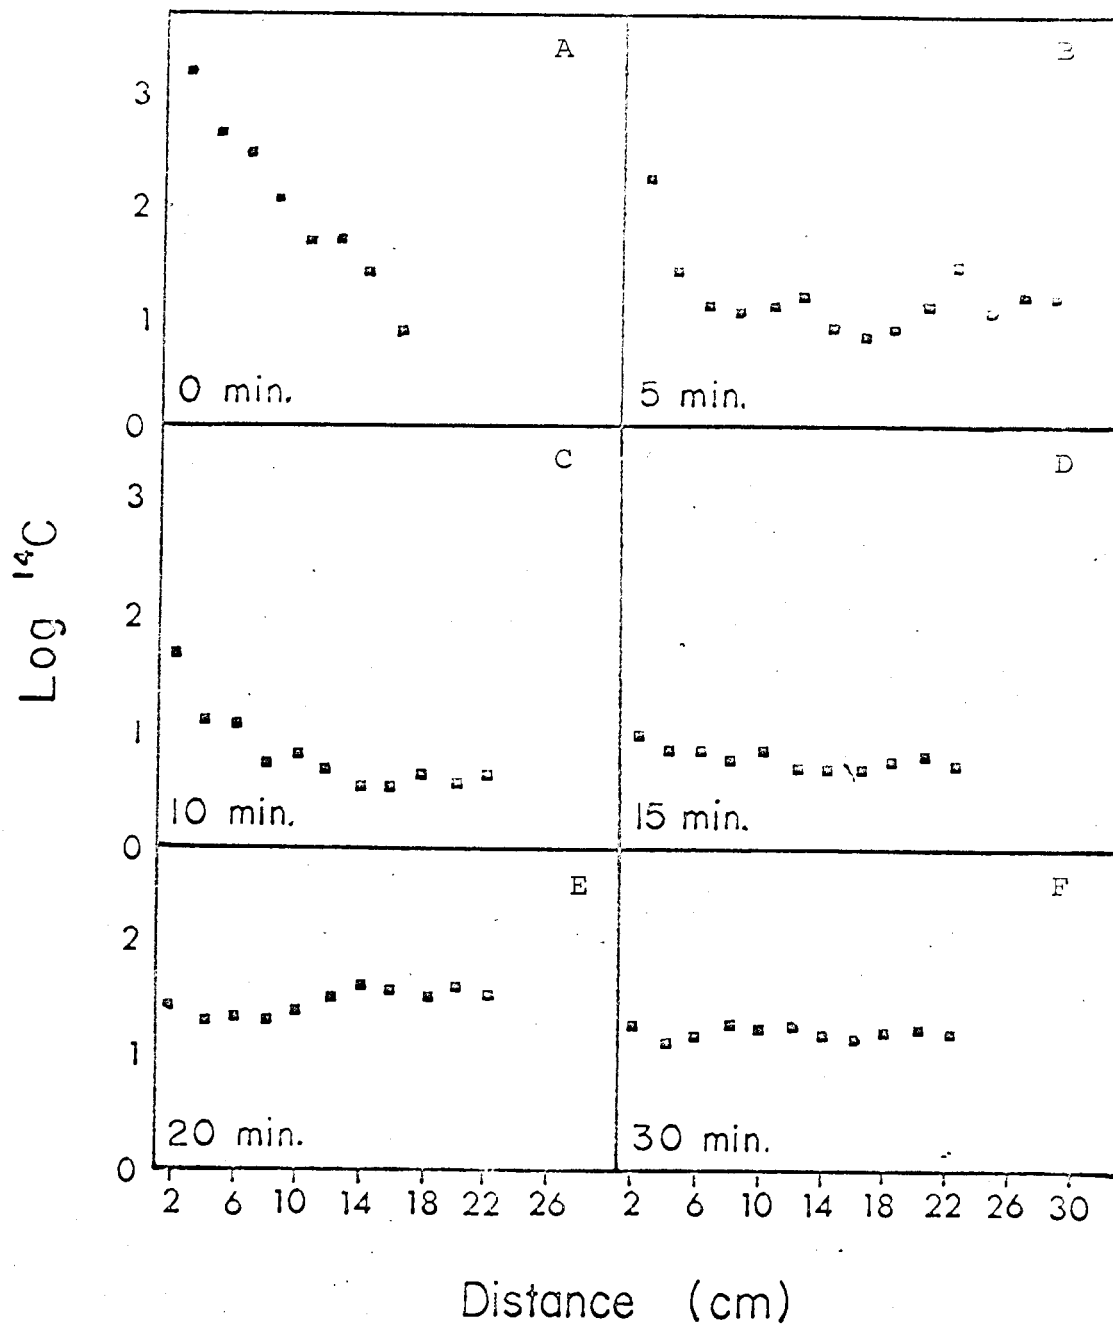 A
B
3
2
1
0
0 min.
5 min.
C
D
3
2
1
0
10 min.
15 min.
E
F
2
1
0
20 min.
30 min.
Log ¹⁴C
2 6 10 14 18 22 26 2 6 10 14 18 22 26 30
Distance (cm)